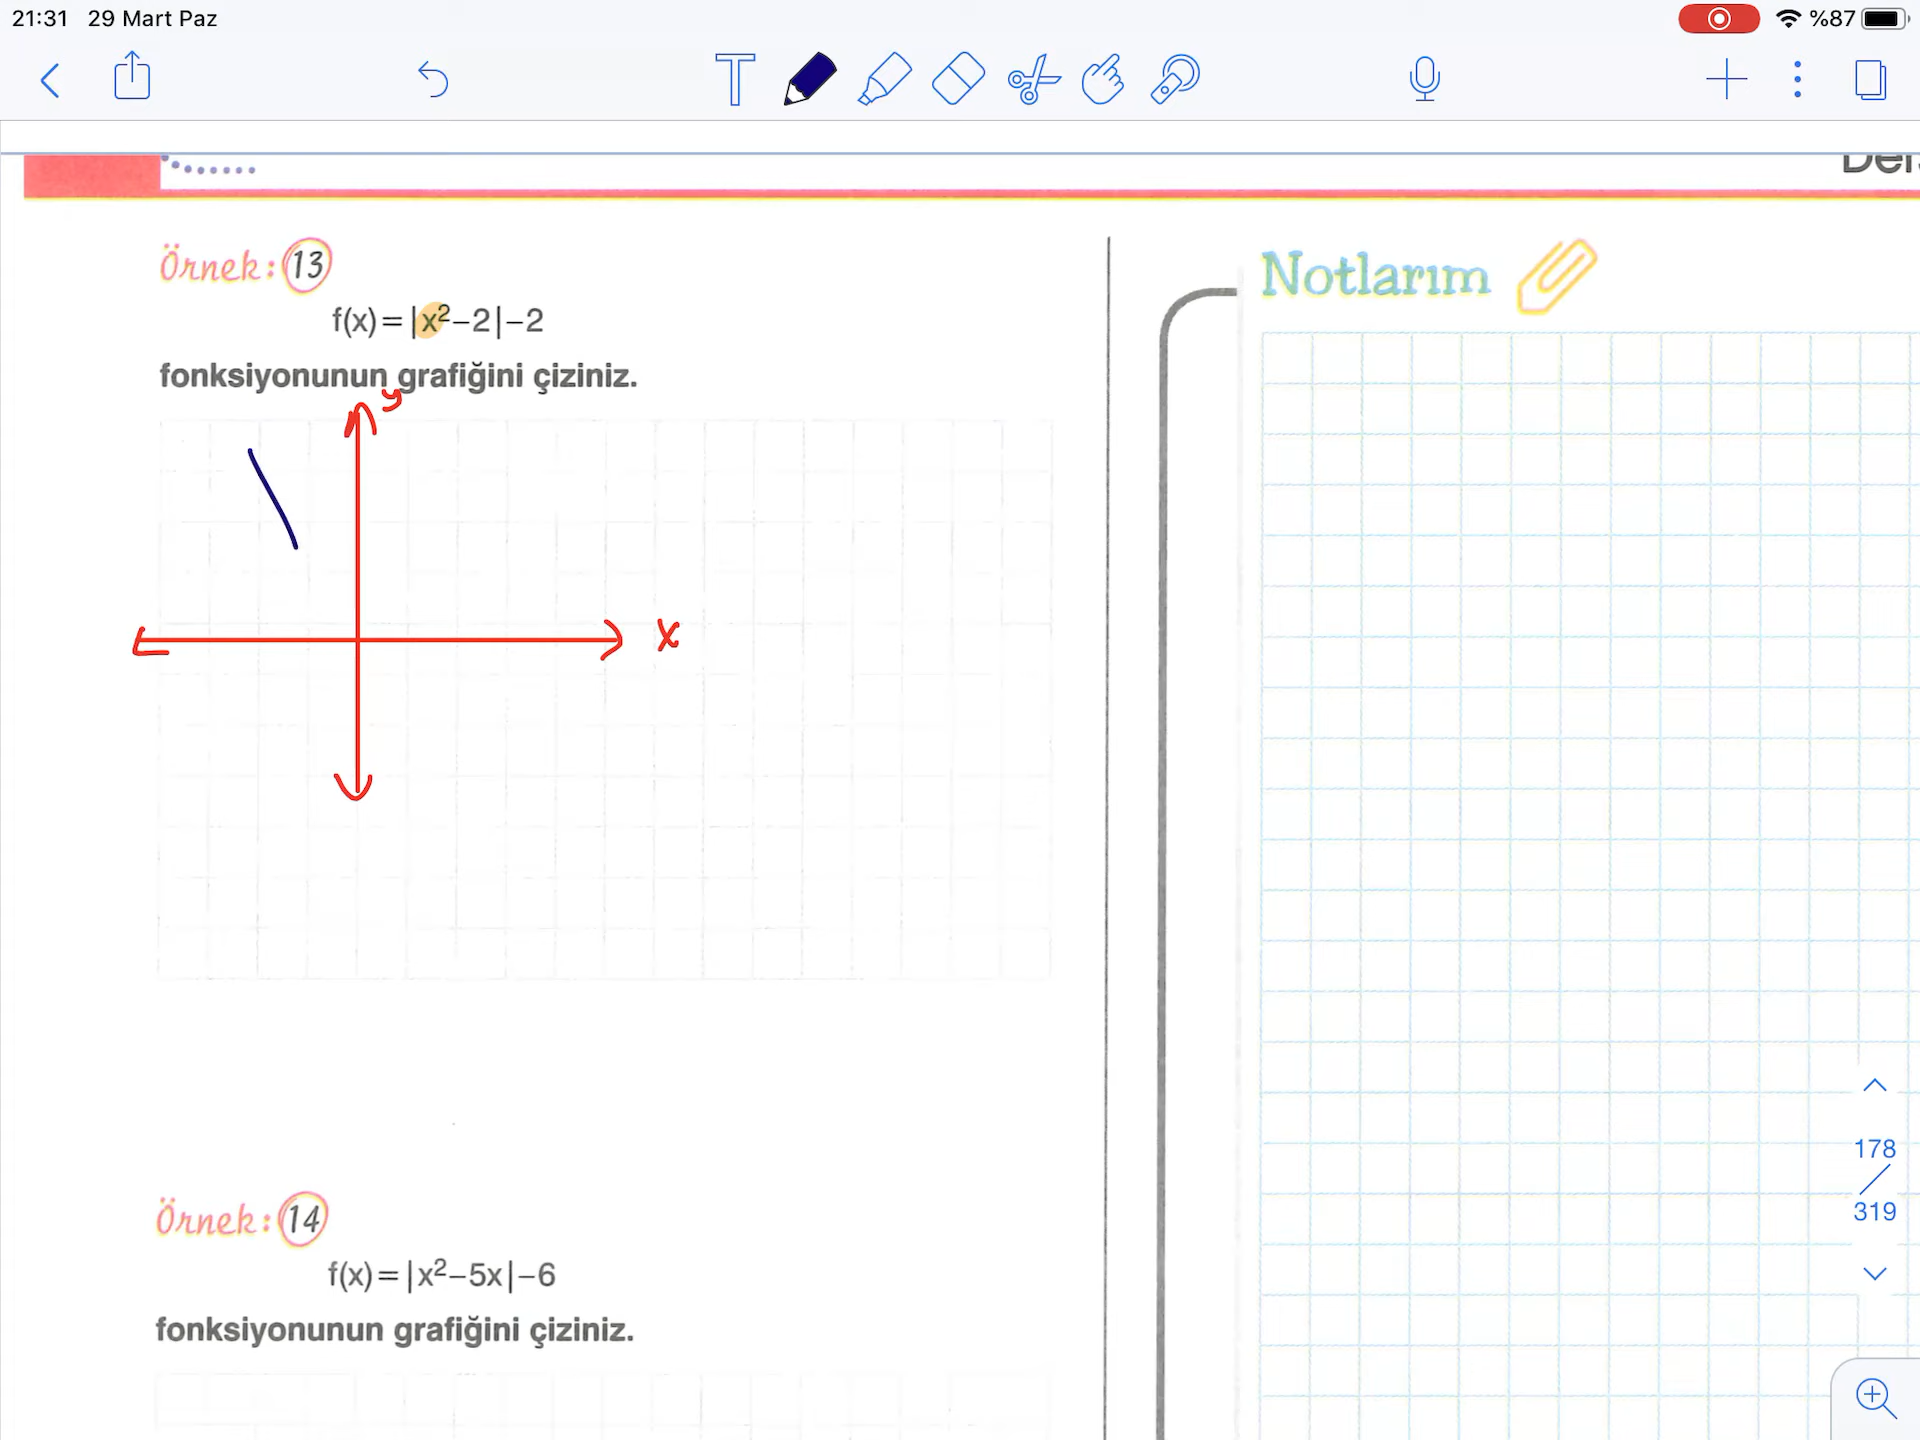 21:31 29 Mart Paz %87
T
Örnek: 13
f(x)=|x²−2|−2
fonksiyonunun grafiğini çiziniz.
y
x
Örnek: 14
f(x)=|x²−5x|−6
fonksiyonunun grafiğini çiziniz.
Notlarım
178
319